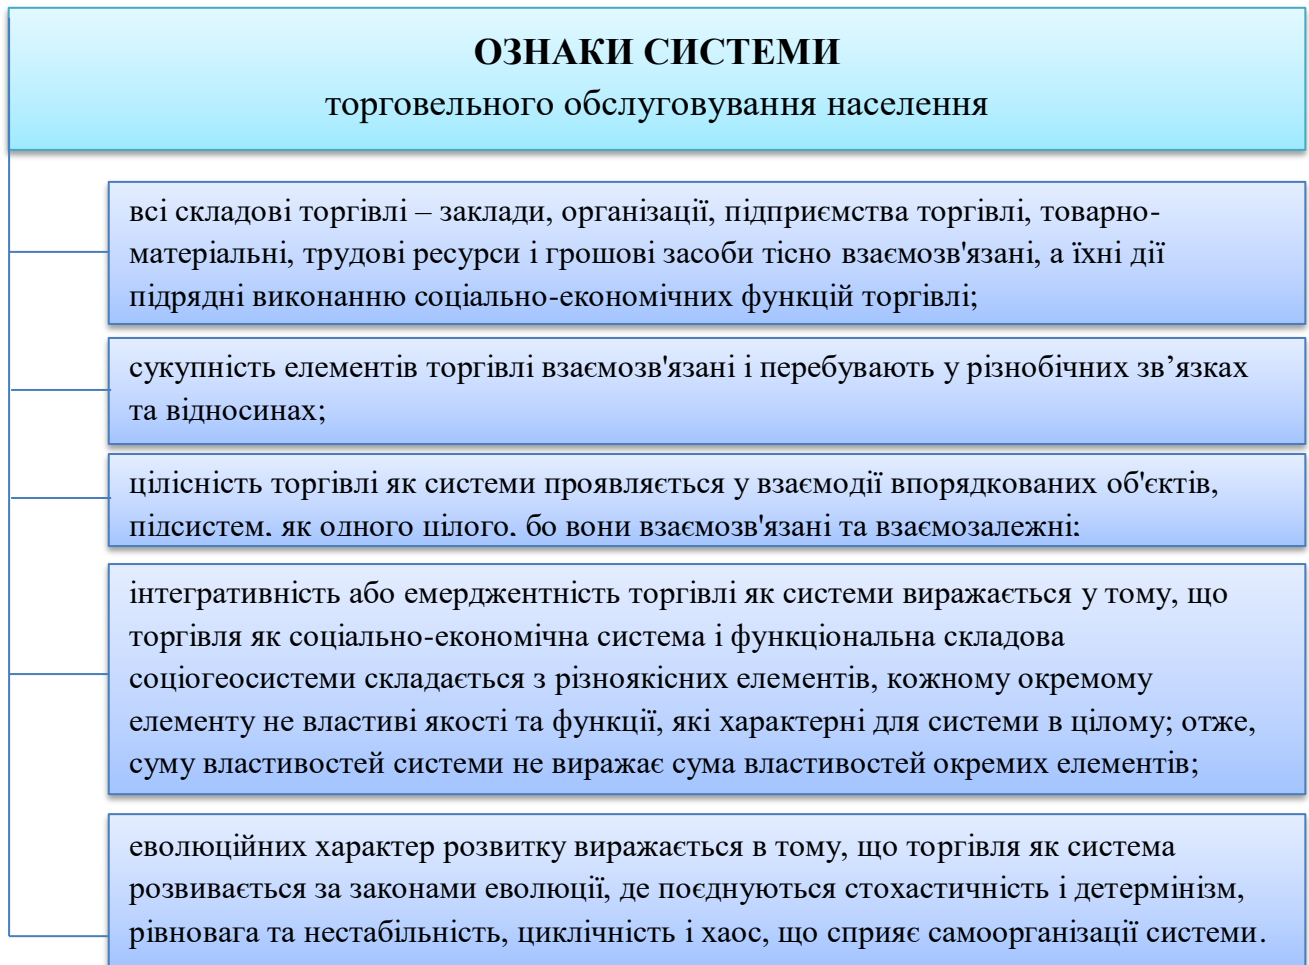 ОЗНАКИ СИСТЕМИ
торговельного обслуговування населення
всі складові торгівлі – заклади, організації, підприємства торгівлі, товарно-
матеріальні, трудові ресурси і грошові засоби тісно взаємозв'язані, а їхні дії
підрядні виконанню соціально-економічних функцій торгівлі;
сукупність елементів торгівлі взаємозв'язані і перебувають у різнобічних зв’язках
та відносинах;
цілісність торгівлі як системи проявляється у взаємодії впорядкованих об'єктів,
підсистем, як одного цілого, бо вони взаємозв'язані та взаємозалежні;
інтегративність або емерджентність торгівлі як системи виражається у тому, що
торгівля як соціально-економічна система і функціональна складова
соціогеосистеми складається з різноякісних елементів, кожному окремому
елементу не властиві якості та функції, які характерні для системи в цілому; отже,
суму властивостей системи не виражає сума властивостей окремих елементів;
еволюційних характер розвитку виражається в тому, що торгівля як система
розвивається за законами еволюції, де поєднуються стохастичність і детермінізм,
рівновага та нестабільність, циклічність і хаос, що сприяє самоорганізації системи.